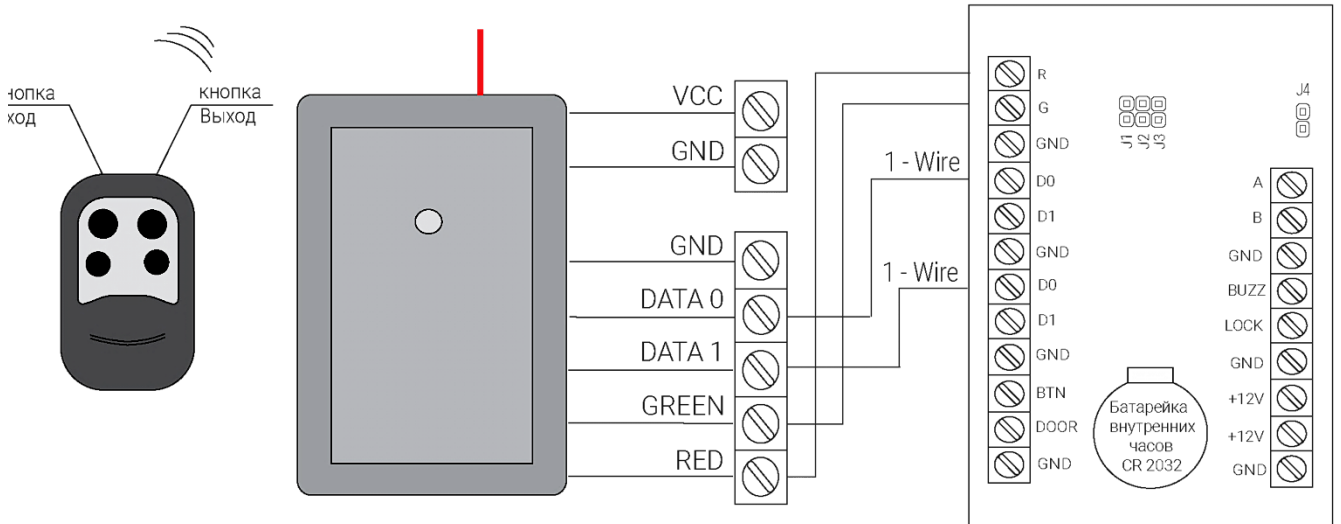 нопка
ход
кнопка
Выход
VCC
GND
GND
DATA 0
DATA 1
GREEN
RED
1 - Wire
1 - Wire
R
G
GND
D0
D1
GND
D0
D1
GND
BTN
DOOR
GND
J1
J2
J3
J4
A
B
GND
BUZZ
LOCK
GND
+12V
+12V
GND
Батарейка
внутренних
часов
CR 2032